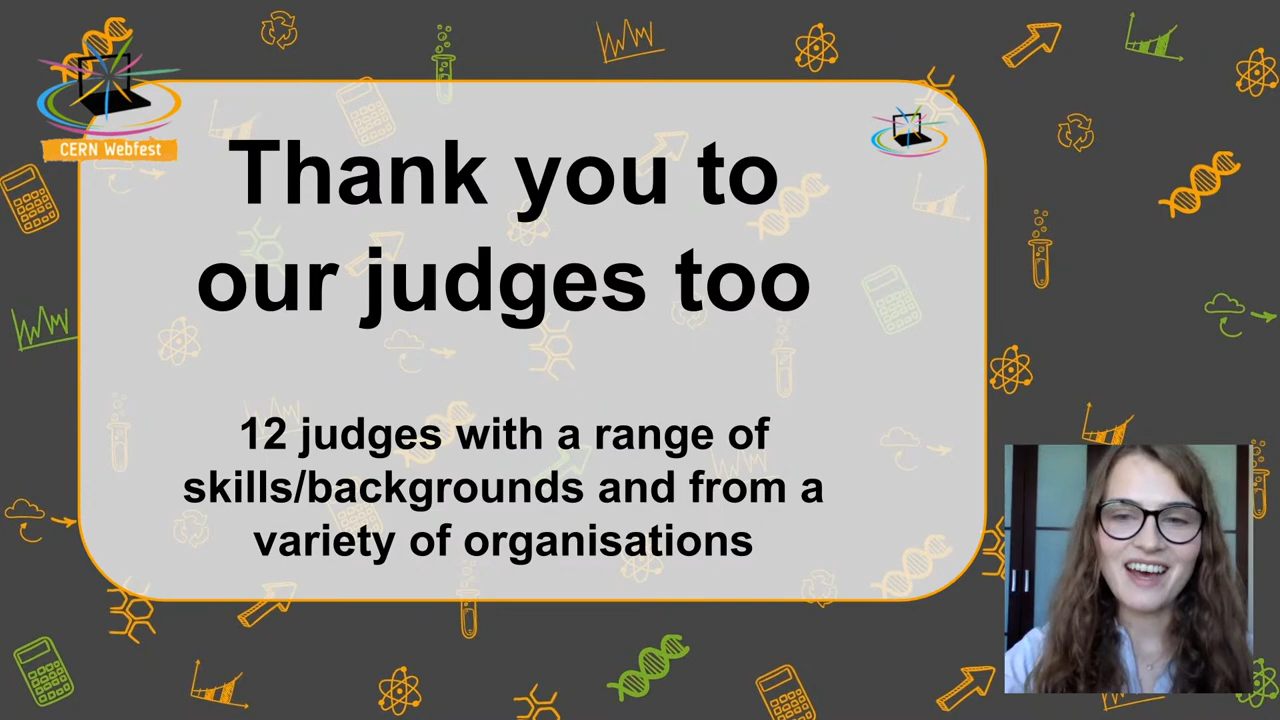 CERN Webfest
Thank you to
our judges too
12 judges with a range of
skills/backgrounds and from a
variety of organisations